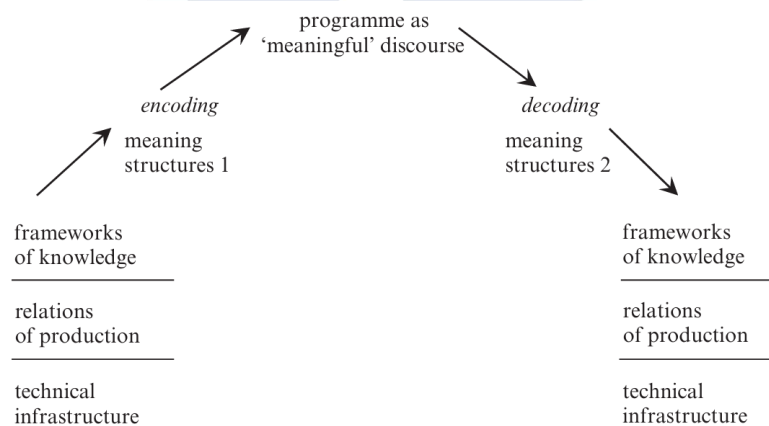 programme as
‘meaningful’ discourse
encoding
meaning
structures 1
decoding
meaning
structures 2
frameworks
of knowledge
relations
of production
technical
infrastructure
frameworks
of knowledge
relations
of production
technical
infrastructure